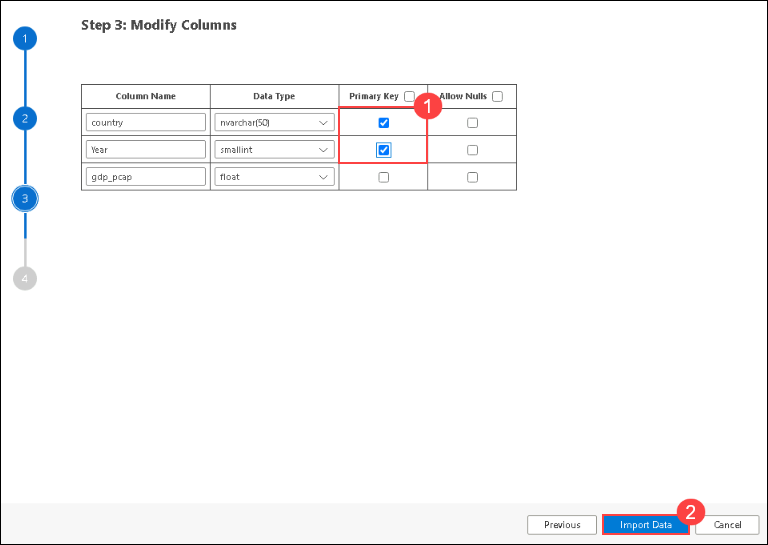 Step 3: Modify Columns
1
2
3
4
Column Name Data Type Primary Key Allow Nulls
1
country nvarchar(50)
Year smallint
gdp_pcap float
2
Previous Import Data Cancel